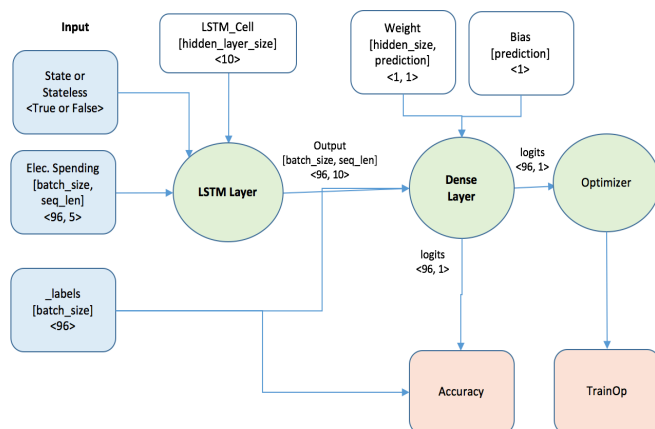 Input
State or
Stateless
<True or False>
Elec. Spending
[batch_size,
seq_len]
<96, 5>
_labels
[batch_size]
<96>
LSTM_Cell
[hidden_layer_size]
<10>
LSTM Layer
Output
[batch_size, seq_len]
<96, 10>
Weight
[hidden_size,
prediction]
<1, 1>
Bias
[prediction]
<1>
Dense
Layer
logits
<96, 1>
Optimizer
logits
<96, 1>
Accuracy
TrainOp